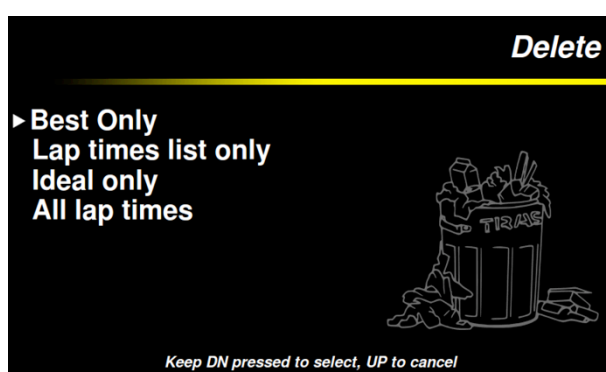 Delete
Best Only
Lap times list only
Ideal only
All lap times
TRAS
Keep DN pressed to select, UP to cancel